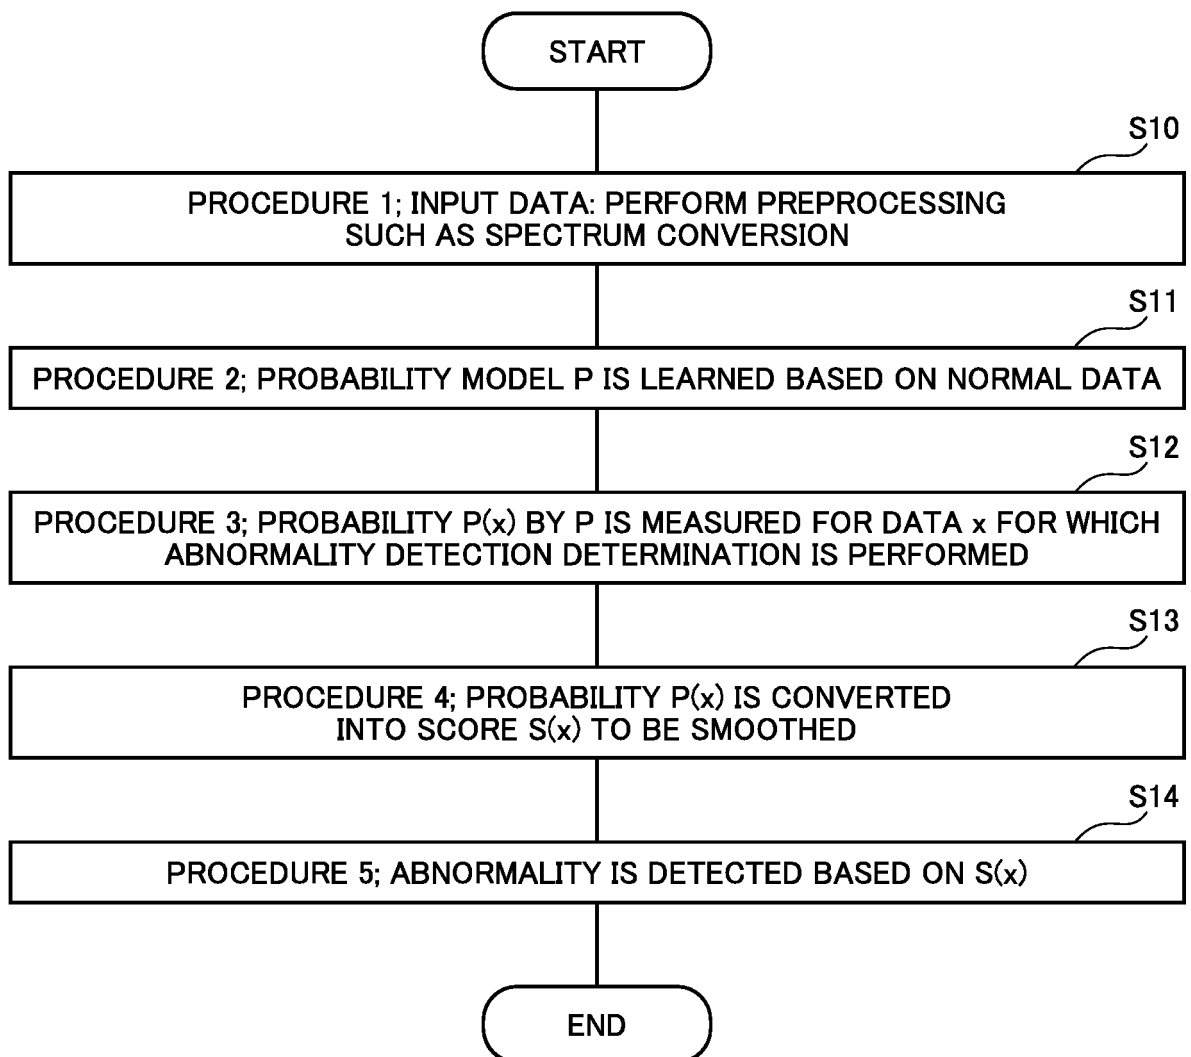 START
S10
PROCEDURE 1; INPUT DATA: PERFORM PREPROCESSING
SUCH AS SPECTRUM CONVERSION
S11
PROCEDURE 2; PROBABILITY MODEL P IS LEARNED BASED ON NORMAL DATA
S12
PROCEDURE 3; PROBABILITY P(x) BY P IS MEASURED FOR DATA x FOR WHICH
ABNORMALITY DETECTION DETERMINATION IS PERFORMED
S13
PROCEDURE 4; PROBABILITY P(x) IS CONVERTED
INTO SCORE S(x) TO BE SMOOTHED
S14
PROCEDURE 5; ABNORMALITY IS DETECTED BASED ON S(x)
END